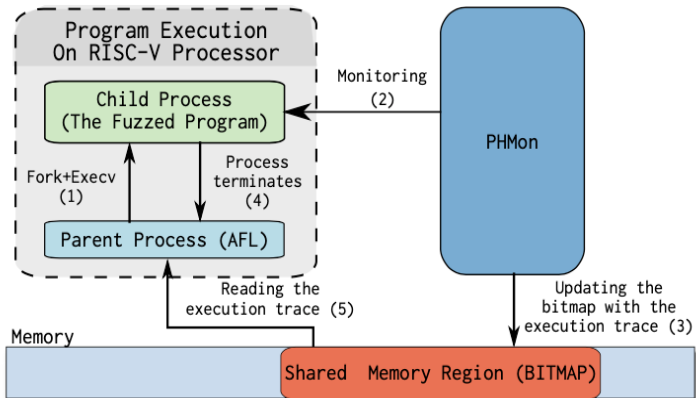 Program Execution
On RISC-V Processor
Child Process
(The Fuzzed Program)
Monitoring
(2)
PHMon
Fork+Execv
(1)
Process
terminates
(4)
Parent Process (AFL)
Reading the
execution trace (5)
Updating the
bitmap with the
execution trace (3)
Memory
Shared Memory Region (BITMAP)